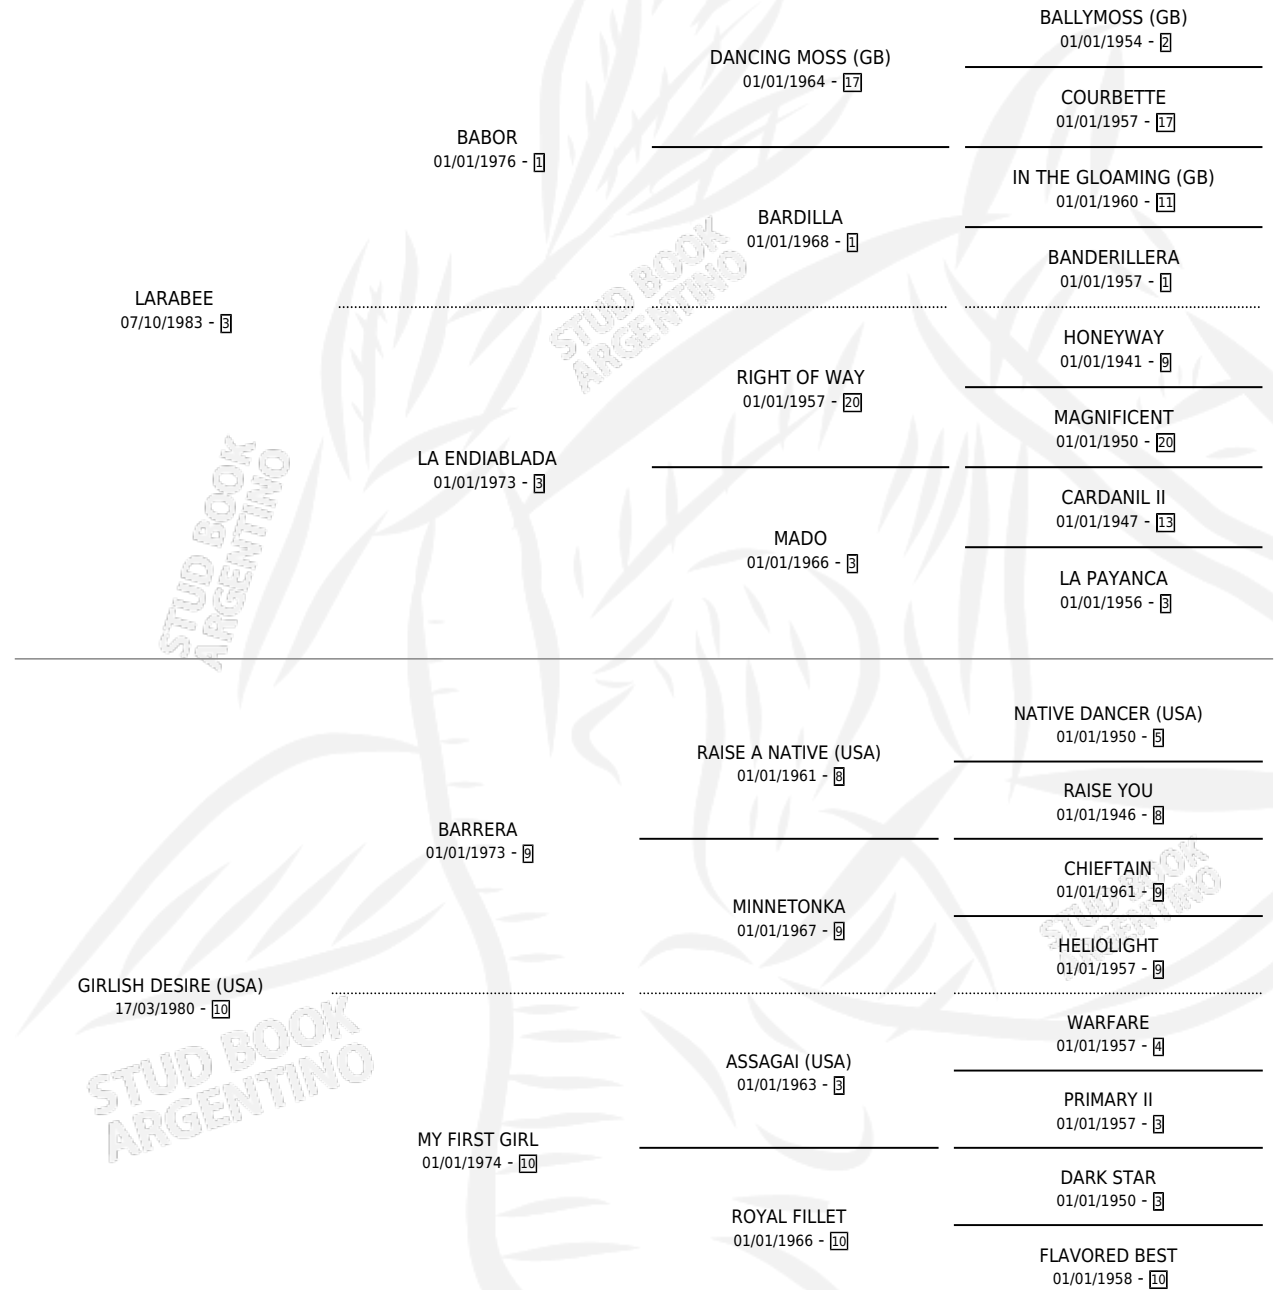 BALLYMOSS (GB)
01/01/1954 - 2
DANCING MOSS (GB)
01/01/1964 - 17
COURBETTE
01/01/1957 - 17
BABOR
01/01/1976 - 1
IN THE GLOAMING (GB)
01/01/1960 - 11
BARDILLA
01/01/1968 - 1
BANDERILLERA
01/01/1957 - 1
LARABEE
07/10/1983 - 3
HONEYWAY
01/01/1941 - 9
RIGHT OF WAY
01/01/1957 - 20
MAGNIFICENT
01/01/1950 - 20
LA ENDIABLADA
01/01/1973 - 3
CARDANIL II
01/01/1947 - 13
MADO
01/01/1966 - 3
LA PAYANCA
01/01/1956 - 3
STUD BOOK
ARGENTINO
STUD BOOK
ARGENTINO
NATIVE DANCER (USA)
01/01/1950 - 5
RAISE A NATIVE (USA)
01/01/1961 - 8
RAISE YOU
01/01/1946 - 8
BARRERA
01/01/1973 - 9
CHIEFTAIN
01/01/1961 - 9
MINNETONKA
01/01/1967 - 9
HELIOLIGHT
01/01/1957 - 9
STUD BOOK
ARGENTINO
GIRLISH DESIRE (USA)
17/03/1980 - 10
WARFARE
01/01/1957 - 4
ASSAGAI (USA)
01/01/1963 - 3
PRIMARY II
01/01/1957 - 3
STUD BOOK
ARGENTINO
MY FIRST GIRL
01/01/1974 - 10
DARK STAR
01/01/1950 - 3
ROYAL FILLET
01/01/1966 - 10
FLAVORED BEST
01/01/1958 - 10